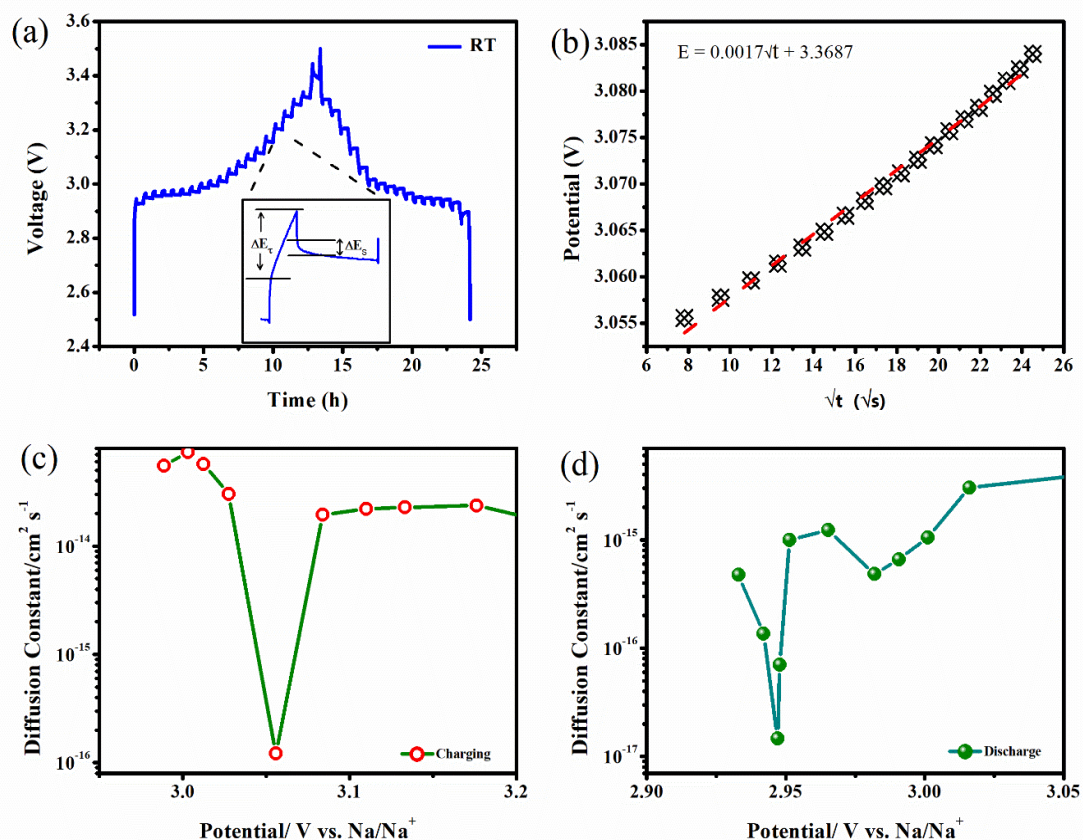 (a)
RT
Voltage (V)
3.6
3.4
3.2
3.0
2.8
2.6
2.4
ΔEτ
ΔEs
0 5 10 15 20 25
Time (h)
(b)
E = 0.0017√t + 3.3687
Potential (V)
3.085
3.080
3.075
3.070
3.065
3.060
3.055
6 8 10 12 14 16 18 20 22 24 26
√t (√s)
(c)
Diffusion Constant/cm² s⁻¹
10⁻¹⁴
10⁻¹⁵
10⁻¹⁶
Charging
3.0 3.1 3.2
Potential/ V vs. Na/Na⁺
(d)
Diffusion Constant/cm² s⁻¹
10⁻¹⁵
10⁻¹⁶
10⁻¹⁷
Discharge
2.90 2.95 3.00 3.05
Potential/ V vs. Na/Na⁺